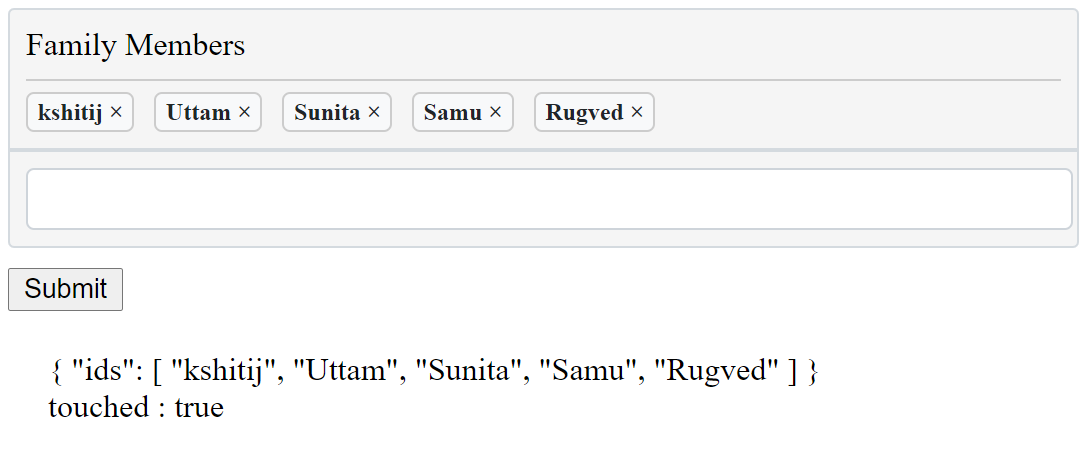 Family Members
kshitij × Uttam × Sunita × Samu × Rugved ×
Submit
{ "ids": [ "kshitij", "Uttam", "Sunita", "Samu", "Rugved" ] }
touched : true